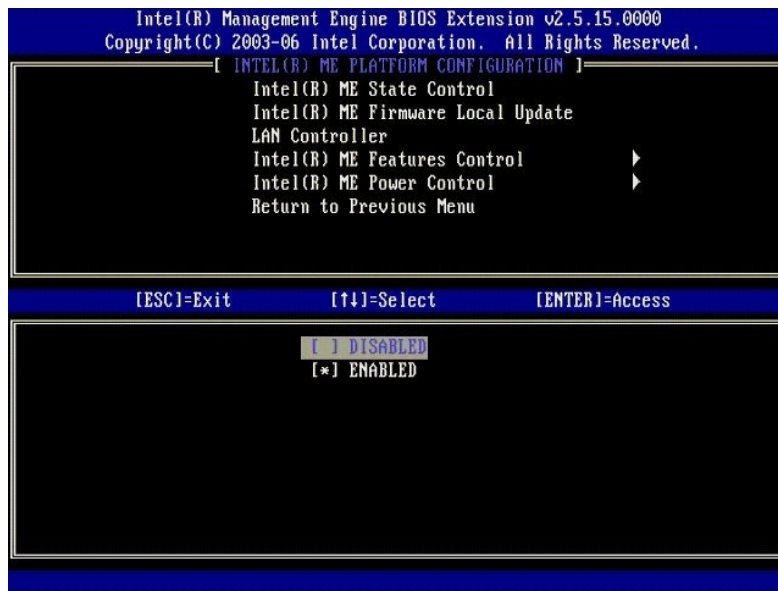 Intel(R) Management Engine BIOS Extension v2.5.15.0000
Copyright(C) 2003-06 Intel Corporation. All Rights Reserved.
[ INTEL(R) ME PLATFORM CONFIGURATION ]
Intel(R) ME State Control
Intel(R) ME Firmware Local Update
LAN Controller
Intel(R) ME Features Control
Intel(R) ME Power Control
Return to Previous Menu
[ESC]=Exit [↑↓]=Select [ENTER]=Access
[ ] DISABLED
[*] ENABLED